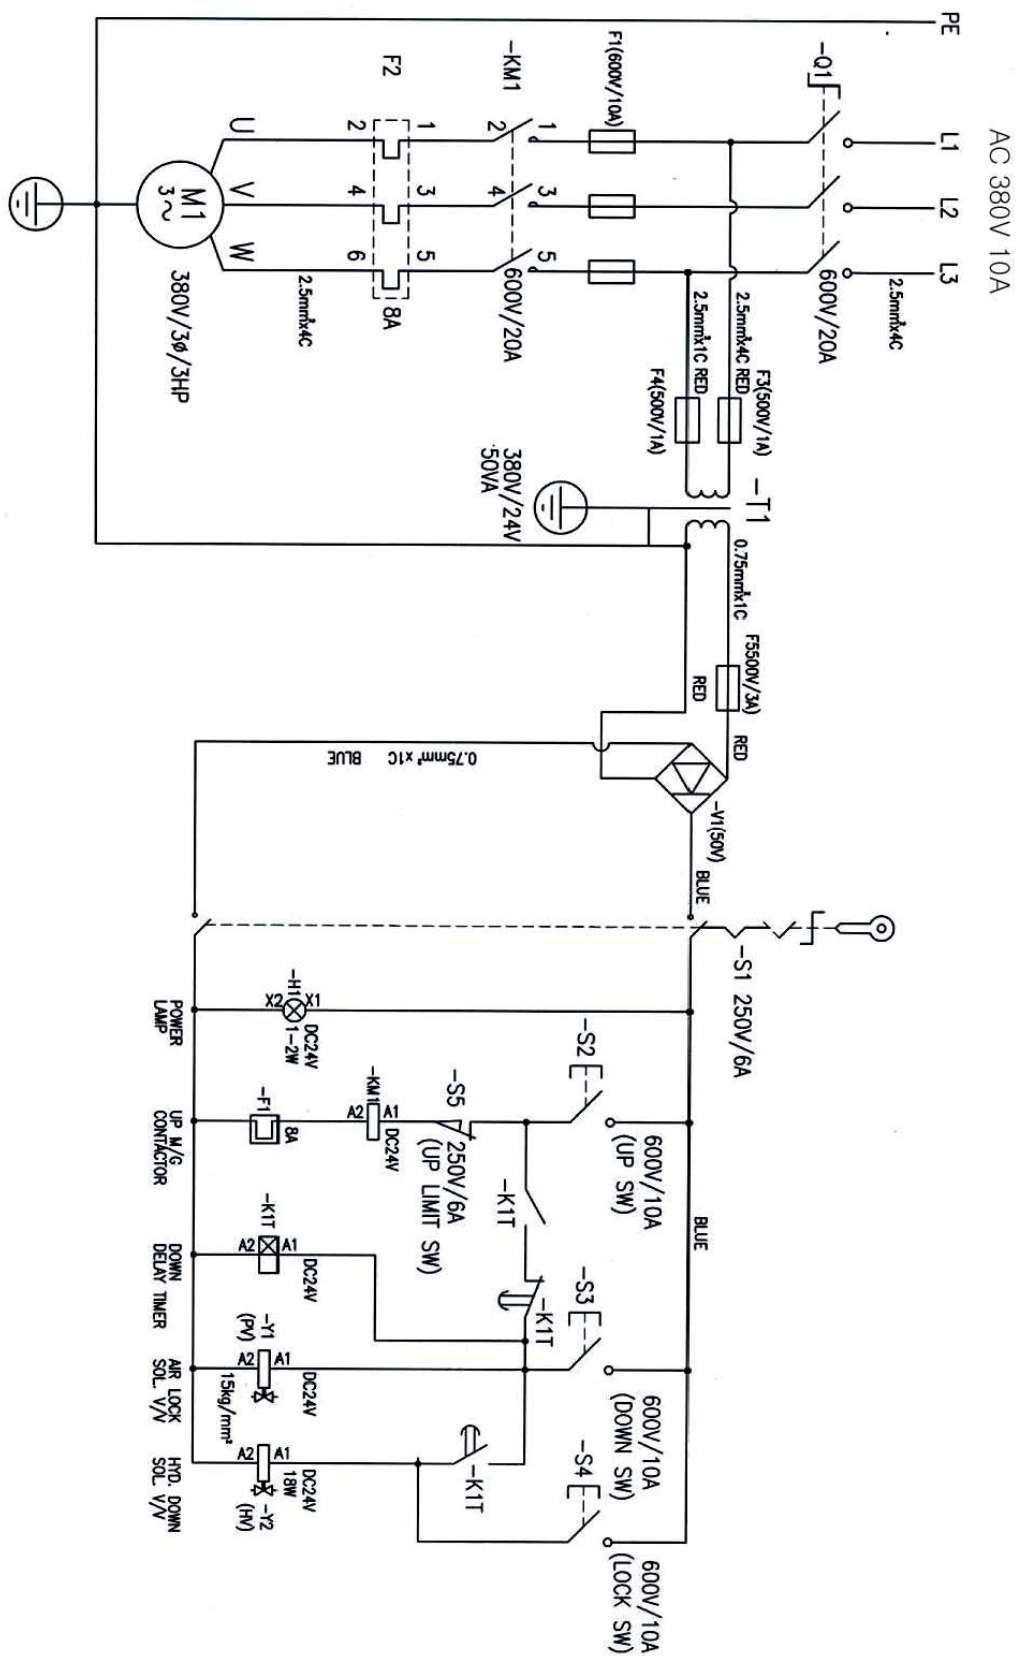 AC 380V 10A
PE
L1
L2
L3
2.5mm²x4C
-Q1
600V/20A
F1(600V/10A)
-KM1
1
2
3
4
5
600V/20A
F2
1
2
3
4
5
6
8A
U
V
W
2.5mm²x4C
M1
3~
380V/3ø/3HP
2.5mm²x4C RED
2.5mm²x1C RED
F3(500V/1A)
F4(500V/1A)
-T1
380V/24V
50VA
0.75mm²x1C
F5500V/3A)
RED
RED
-V1(50V)
0.75mm²x1C BLUE
BLUE
-S1 250V/6A
BLUE
-H1
X1
X2
DC24V
1-2W
POWER
LAMP
-S2
600V/10A
(UP SW)
-S5
250V/6A
(UP LIMIT SW)
-KM1
A1
A2
DC24V
-F1
8A
UP M/G
CONTACTOR
-K1T
-K1T
-K1T
A1
A2
DC24V
DOWN
DELAY TIMER
-S3
600V/10A
(DOWN SW)
-Y1
(PV)
A1
A2
DC24V
15kg/mm²
AIR LOCK
SOL. V/V
-K1T
-S4
600V/10A
(LOCK SW)
A1
A2
DC24V
18W
-Y2
(HV)
HYD. DOWN
SOL. V/V